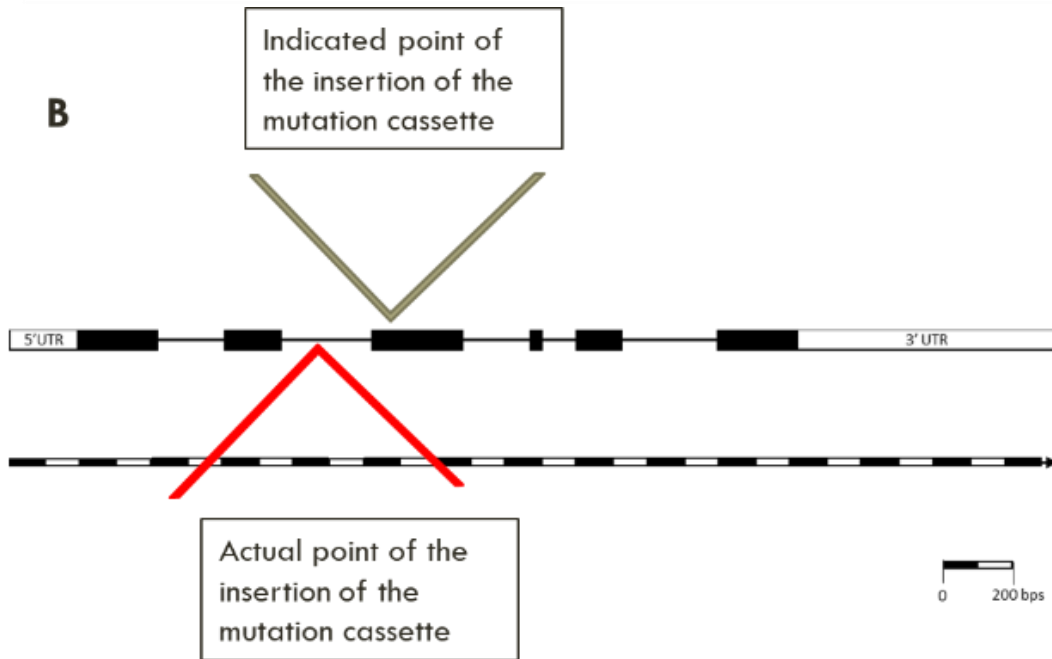 Indicated point of
the insertion of the
mutation cassette
B
5'UTR
3' UTR
Actual point of the
insertion of the
mutation cassette
0 200 bps